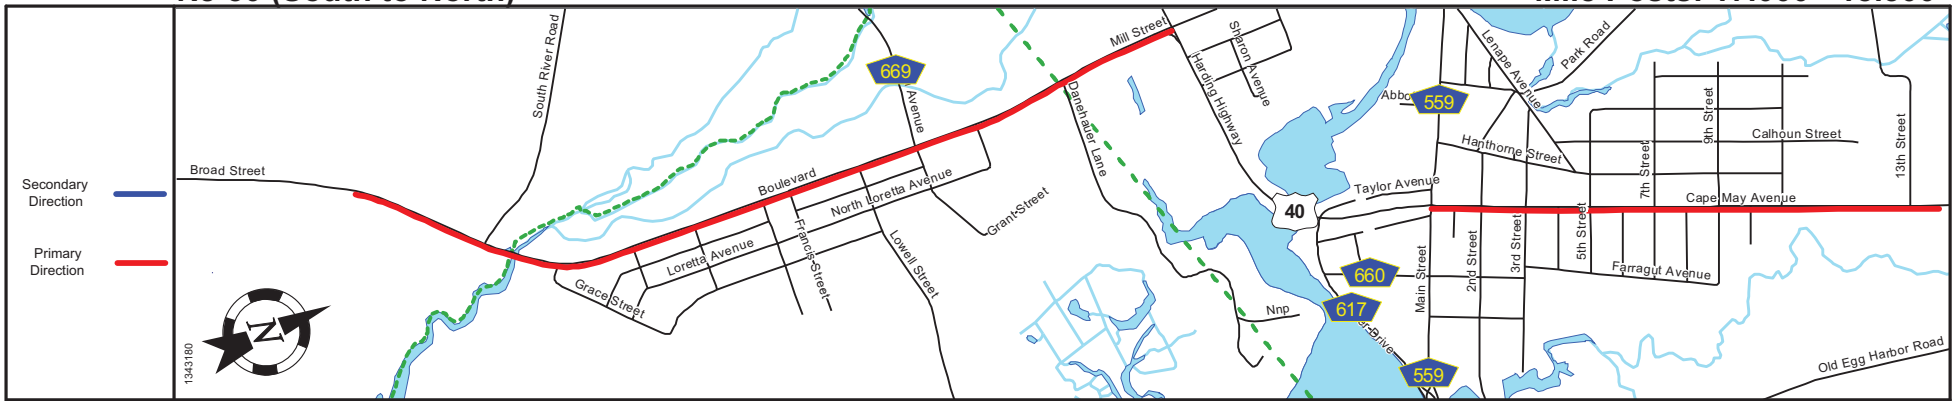 Secondary
Direction
Primary
Direction
1343180
N
Broad Street
South River Road
669
Avenue
Boulevard
Mill Street
Sharon Avenue
Harding Highway
Danehauer Lane
North Loretta Avenue
Loretta Avenue
Grace Street
Francis Street
Lowell Street
Grant Street
Nnp
40
Taylor Avenue
559
Lenape Avenue
Park Road
Hanthorne Street
9th Street
Calhoun Street
7th Street
13th Street
Cape May Avenue
5th Street
3rd Street
2nd Street
Main Street
Farragut Avenue
660
617
Drive
559
Old Egg Harbor Road